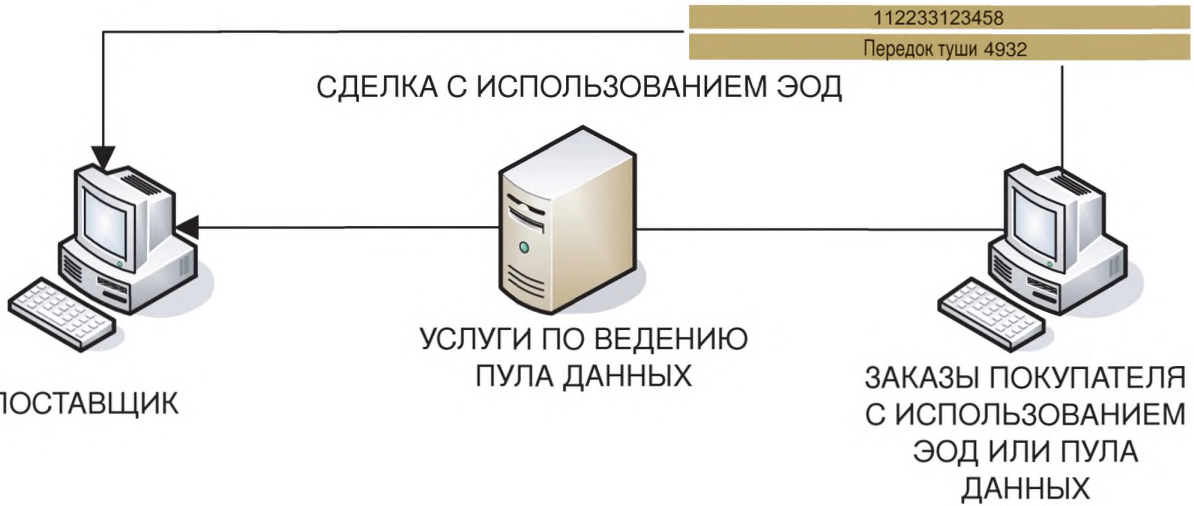 112233123458
Передок туши 4932
СДЕЛКА С ИСПОЛЬЗОВАНИЕМ ЭОД
УСЛУГИ ПО ВЕДЕНИЮ
ПУЛА ДАННЫХ
ПОСТАВЩИК
ЗАКАЗЫ ПОКУПАТЕЛЯ
С ИСПОЛЬЗОВАНИЕМ
ЭОД ИЛИ ПУЛА
ДАННЫХ